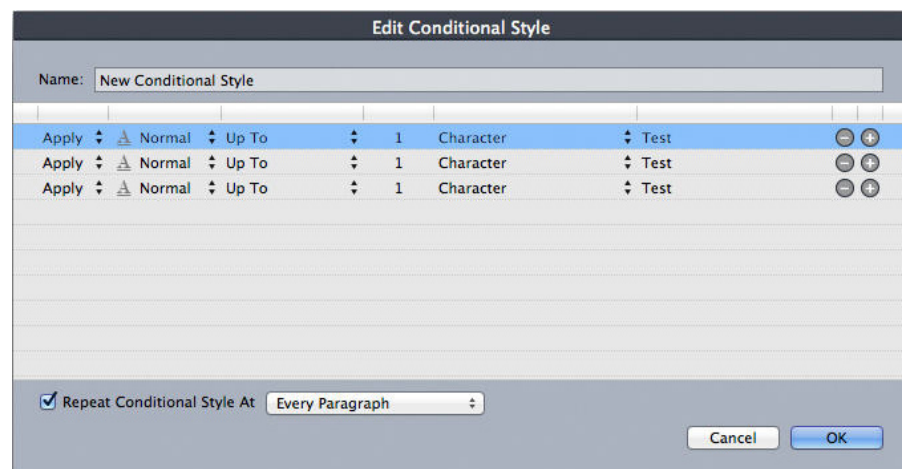 Edit Conditional Style
Name: New Conditional Style
Apply A Normal Up To 1 Character Test
Apply A Normal Up To 1 Character Test
Apply A Normal Up To 1 Character Test
Repeat Conditional Style At Every Paragraph
Cancel OK